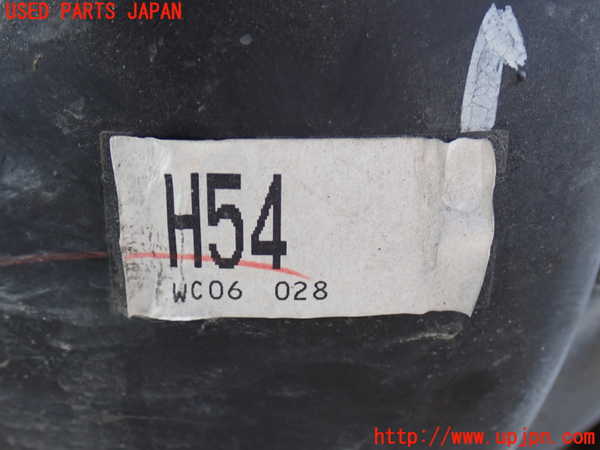 USED PARTS JAPAN
H54
WC06 028
http://www.upjpn.com